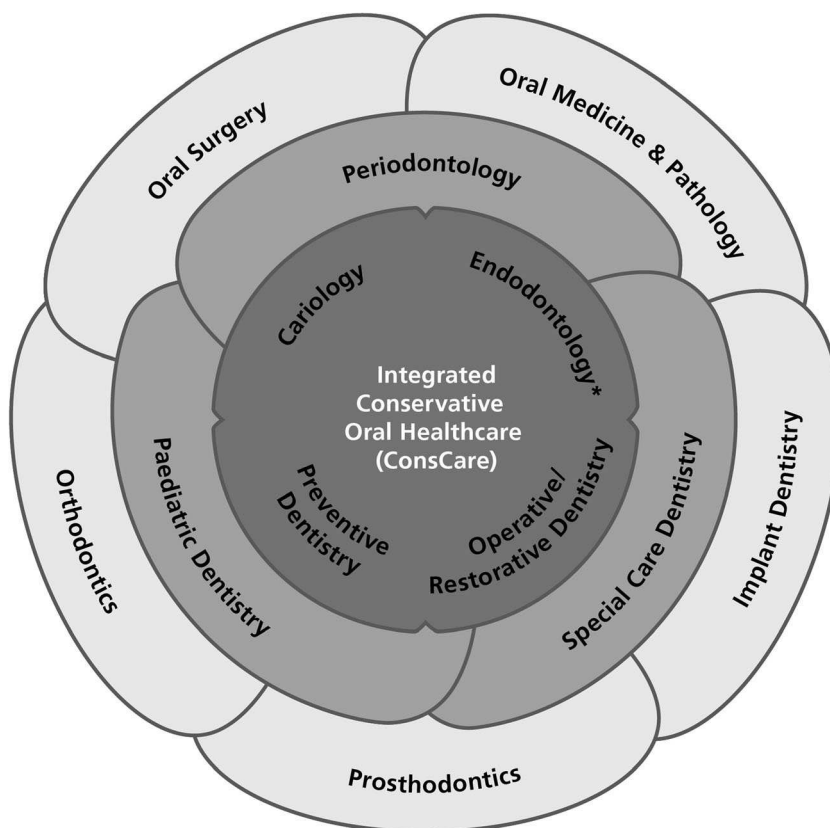 Oral Surgery
Oral Medicine & Pathology
Periodontology
Cariology
Endodontology*
Integrated
Conservative
Oral Healthcare
(ConsCare)
Preventive
Dentistry
Operative/
Restorative Dentistry
Paediatric Dentistry
Special Care Dentistry
Orthodontics
Implant Dentistry
Prosthodontics